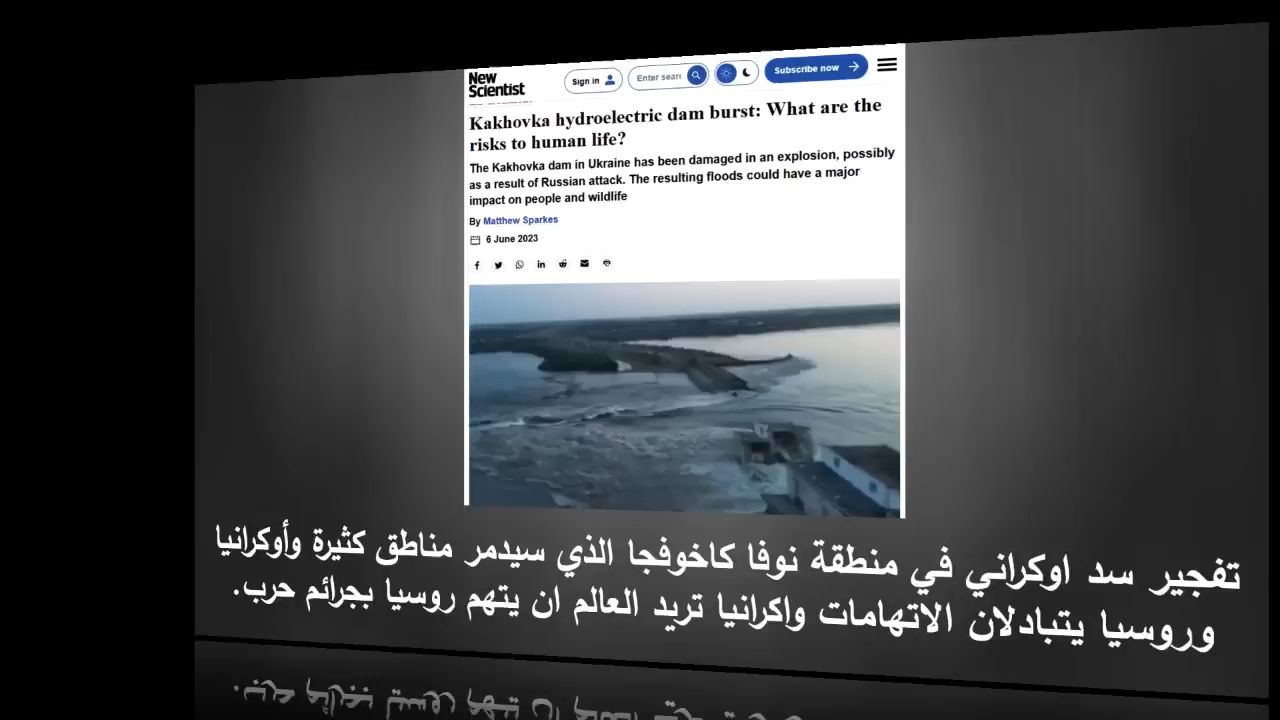 New
Scientist
Sign in
Enter sear
Subscribe now
Kakhovka hydroelectric dam burst: What are the
risks to human life?
The Kakhovka dam in Ukraine has been damaged in an explosion, possibly
as a result of Russian attack. The resulting floods could have a major
impact on people and wildlife
By Matthew Sparkes
6 June 2023
تفجير سد اوكراني في منطقة نوفا كاخوفجا الذي سيدمر مناطق كثيرة وأوكرانيا
وروسيا يتبادلان الاتهامات واكرانيا تريد العالم ان يتهم روسيا بجرائم حرب.